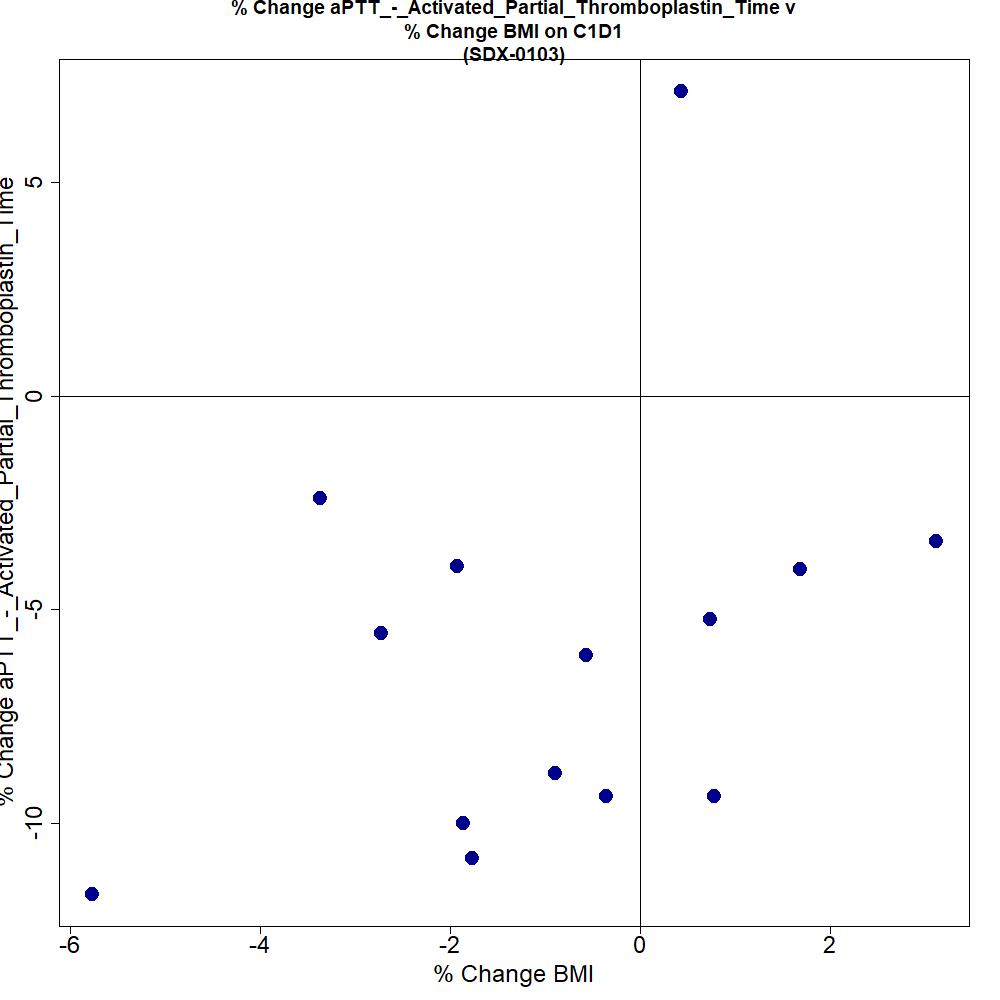 % Change aPTT_-_Activated_Partial_Thromboplastin_Time v
% Change BMI on C1D1
(SDX-0103)
% Change aPTT_-_Activated_Partial_Thromboplastin_Time
5
0
-5
-10
-6
-4
-2
0
2
% Change BMI